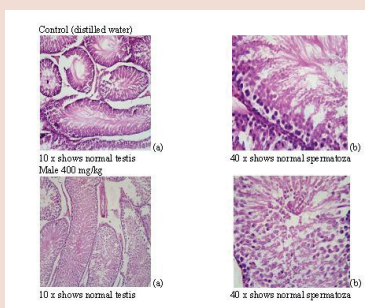 Control (distilled water)
(a)
(b)
10 x shows normal testis
40 x shows normal spermatoza
Male 400 mg/kg
(a)
(b)
10 x shows normal testis
40 x shows normal spermatoza